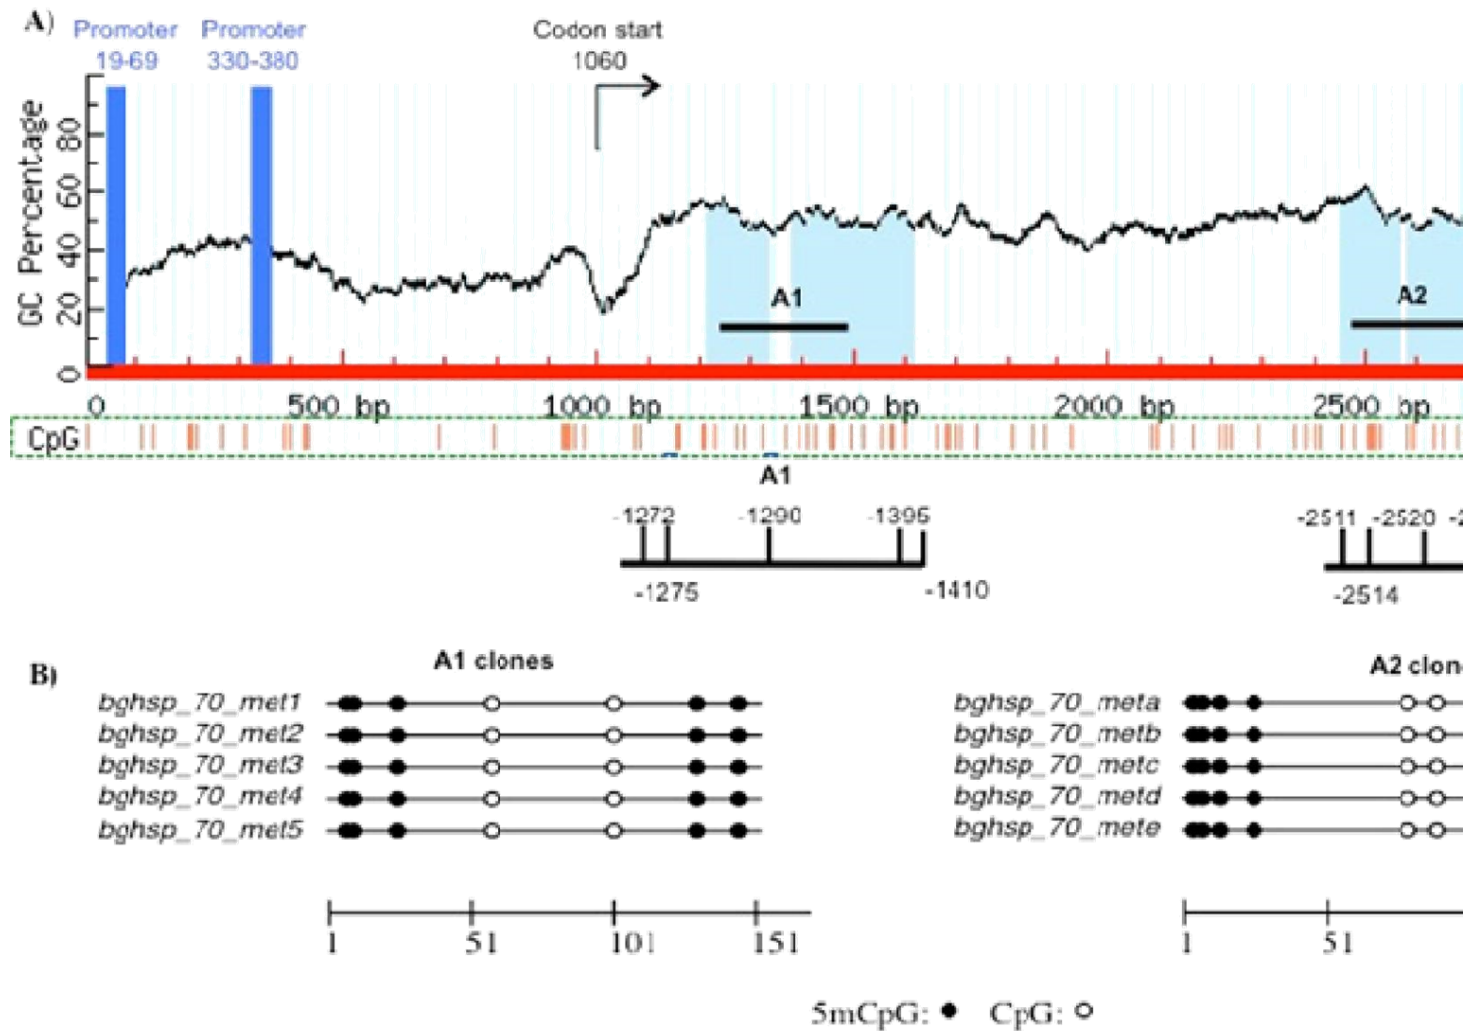 A) Promoter Promoter Codon start
19-69 330-380 1060
GC Percentage
80
60
40
20
0
A1 A2
0 500 bp 1000 bp 1500 bp 2000 bp 2500 bp
CpG
A1
-1272 -1290 -1395 -2511 -2520
-1275 -1410 -2514
B) A1 clones
bghsp_70_met1
bghsp_70_met2
bghsp_70_met3
bghsp_70_met4
bghsp_70_met5
1 51 101 151
A2 clon
bghsp_70_meta
bghsp_70_metb
bghsp_70_metc
bghsp_70_metd
bghsp_70_mete
1 51
5mCpG: CpG: